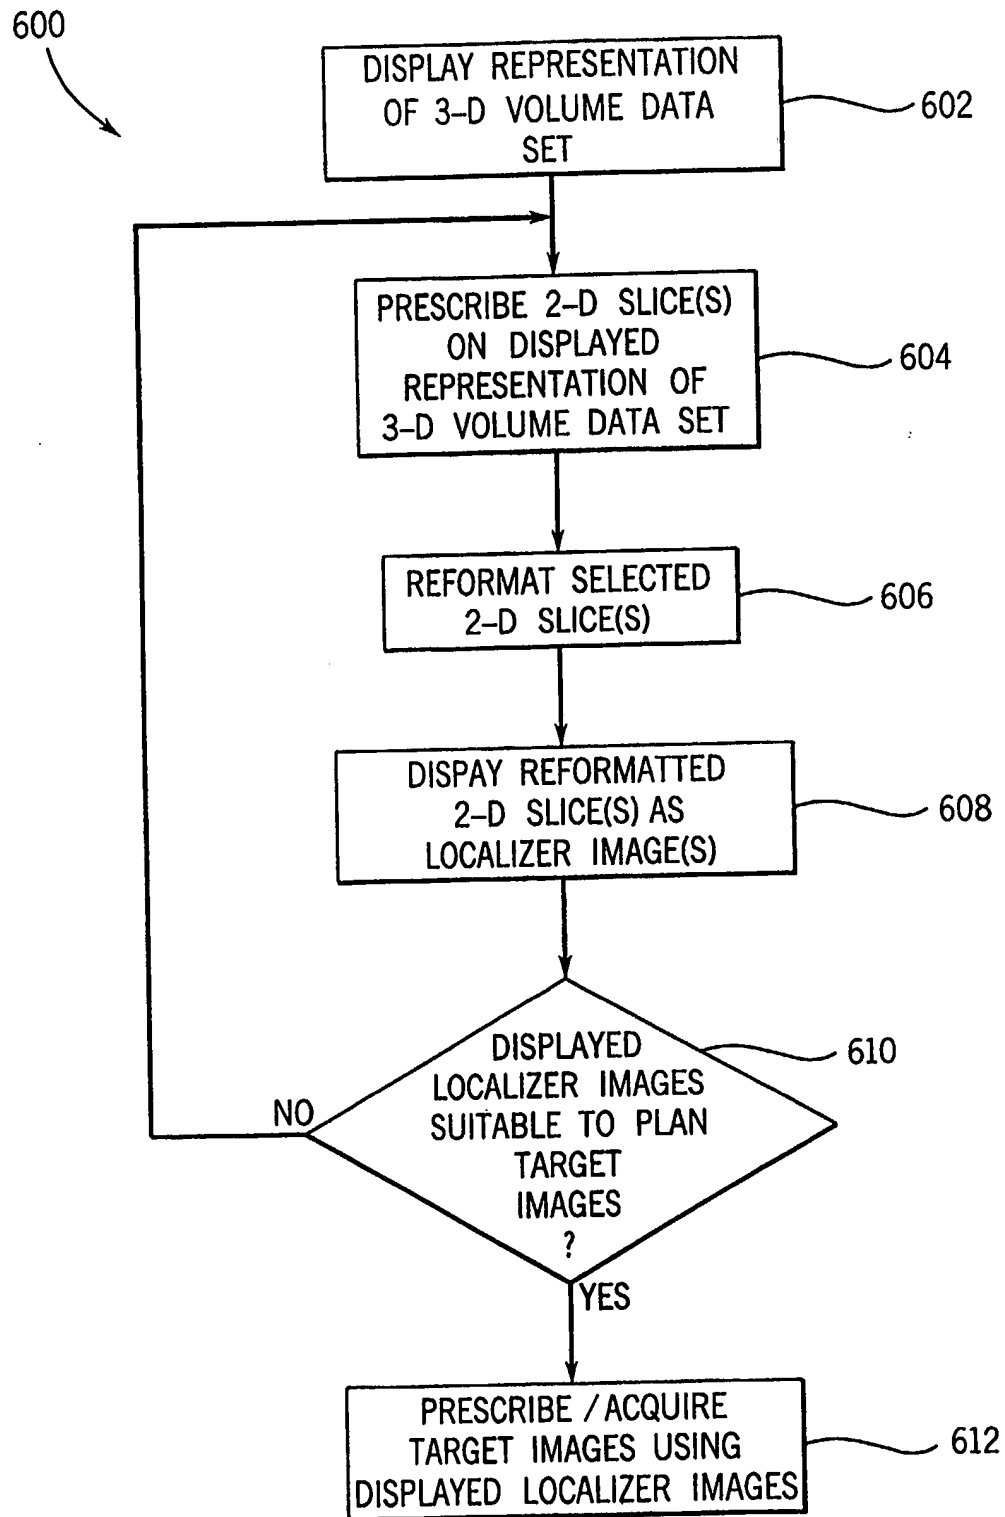 600
DISPLAY REPRESENTATION
OF 3-D VOLUME DATA
SET
602
PRESCRIBE 2-D SLICE(S)
ON DISPLAYED
REPRESENTATION OF
3-D VOLUME DATA SET
604
REFORMAT SELECTED
2-D SLICE(S)
606
DISPAY REFORMATTED
2-D SLICE(S) AS
LOCALIZER IMAGE(S)
608
DISPLAYED
LOCALIZER IMAGES
SUITABLE TO PLAN
TARGET
IMAGES
?
610
NO
YES
PRESCRIBE / ACQUIRE
TARGET IMAGES USING
DISPLAYED LOCALIZER IMAGES
612